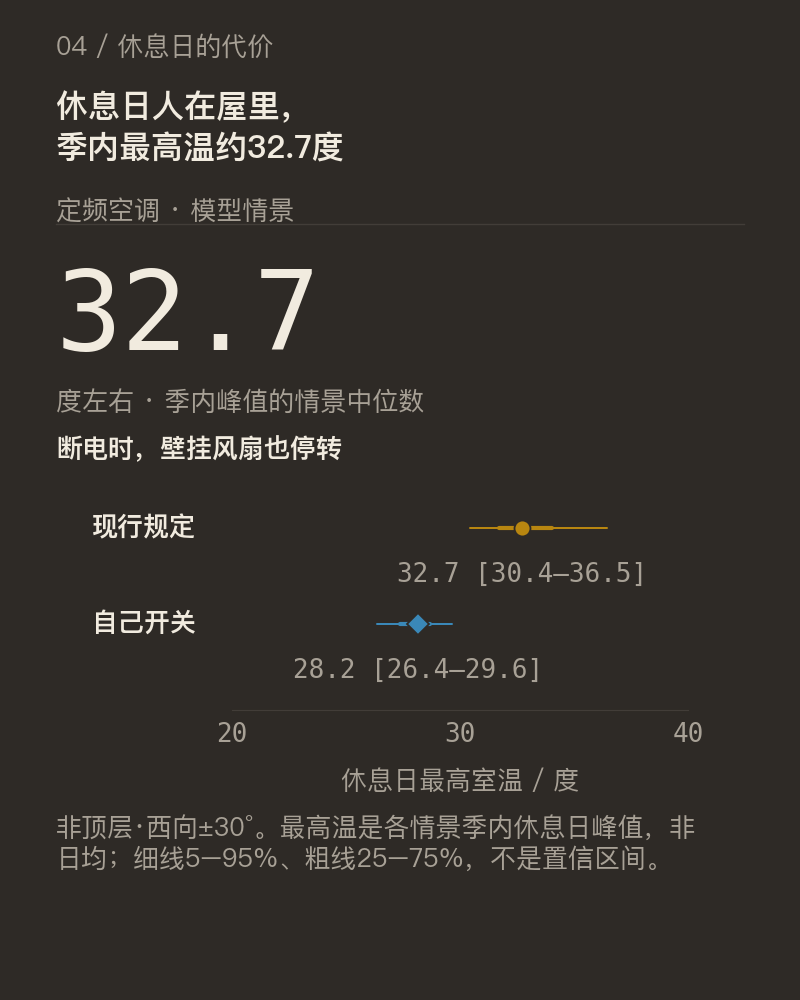 04 / 休息日的代价
休息日人在屋里，
季内最高温约32.7度
定频空调 · 模型情景
32.7
度左右 · 季内峰值的情景中位数
断电时，壁挂风扇也停转
现行规定
32.7 [30.4—36.5]
自己开关
28.2 [26.4—29.6]
20 30 40
休息日最高室温 / 度
非顶层·西向±30°。最高温是各情景季内休息日峰值，非
日均；细线5—95%、粗线25—75%，不是置信区间。